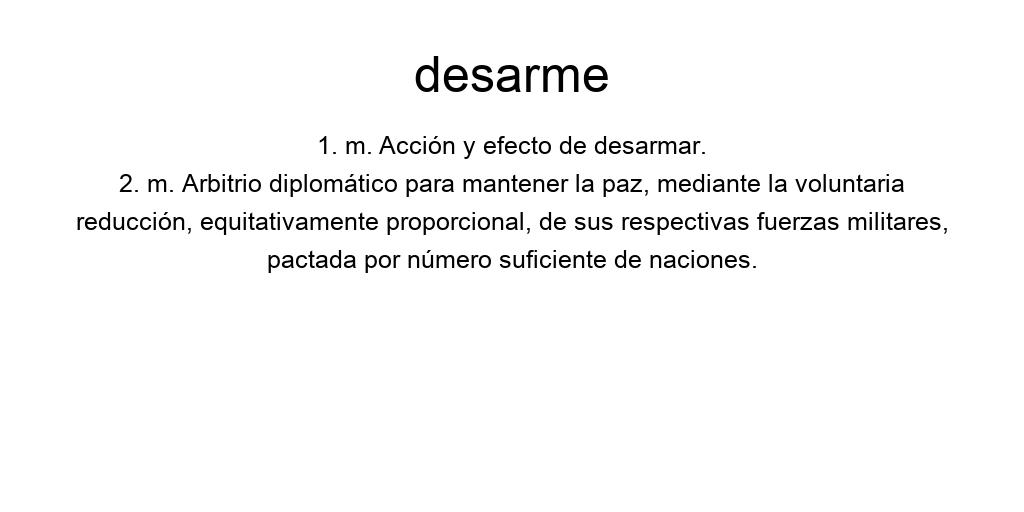 desarme
1. m. Acción y efecto de desarmar.
2. m. Arbitrio diplomático para mantener la paz, mediante la voluntaria
reducción, equitativamente proporcional, de sus respectivas fuerzas militares,
pactada por número suficiente de naciones.